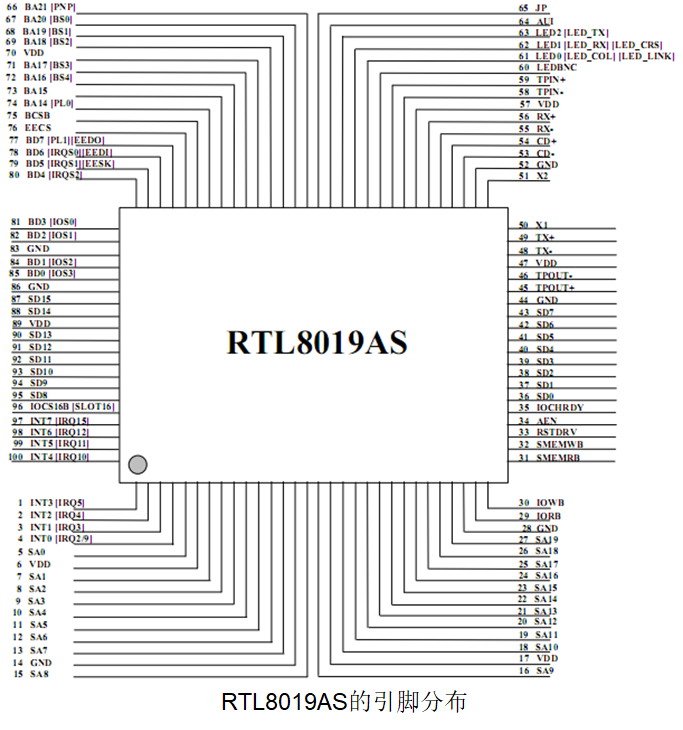 66 BA21 [PNP]
67 BA20 [BS0]
68 BA19 [BS1]
69 BA18 [BS2]
70 VDD
71 BA17 [BS3]
72 BA16 [BS4]
73 BA15
74 BA14 [PL0]
75 BCSB
76 EECS
77 BD7 [PL1][EEDO]
78 BD6 [IRQS0][EEDI]
79 BD5 [IRQS1][EESK]
80 BD4 [IRQS2]
65 JP
64 AUI
63 LED2 [LED_TX]
62 LED1 [LED_RX] [LED_CRS]
61 LED0 [LED_COL] [LED_LINK]
60 LEDBNC
59 TPIN+
58 TPIN-
57 VDD
56 RX+
55 RX-
54 CD+
53 CD-
52 GND
51 X2
81 BD3 [IOS0]
82 BD2 [IOS1]
83 GND
84 BD1 [IOS2]
85 BD0 [IOS3]
86 GND
87 SD15
88 SD14
89 VDD
90 SD13
91 SD12
92 SD11
93 SD10
94 SD9
95 SD8
96 IOCS16B [SLOT16]
97 INT7 [IRQ15]
98 INT6 [IRQ12]
99 INT5 [IRQ11]
100 INT4 [IRQ10]
RTL8019AS
50 X1
49 TX+
48 TX-
47 VDD
46 TPOUT-
45 TPOUT+
44 GND
43 SD7
42 SD6
41 SD5
40 SD4
39 SD3
38 SD2
37 SD1
36 SD0
35 IOCHRDY
34 AEN
33 RSTDRV
32 SMEMWB
31 SMEMRB
1 INT3 [IRQ5]
2 INT2 [IRQ4]
3 INT1 [IRQ3]
4 INT0 [IRQ2/9]
5 SA0
6 VDD
7 SA1
8 SA2
9 SA3
10 SA4
11 SA5
12 SA6
13 SA7
14 GND
15 SA8
30 IOWB
29 IORB
28 GND
27 SA19
26 SA18
25 SA17
24 SA16
23 SA15
22 SA14
21 SA13
20 SA12
19 SA11
18 SA10
17 VDD
16 SA9
RTL8019AS的引脚分布